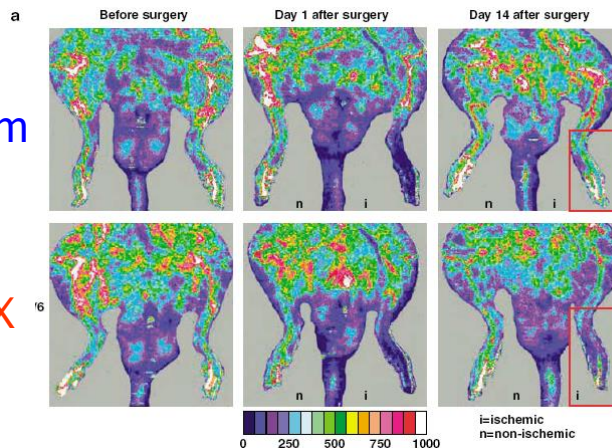 a
Before surgery
Day 1 after surgery
Day 14 after surgery
m
n i
n i
X
/6
n i
n i
0 250 500 750 1000
i=ischemic
n=non-ischemic